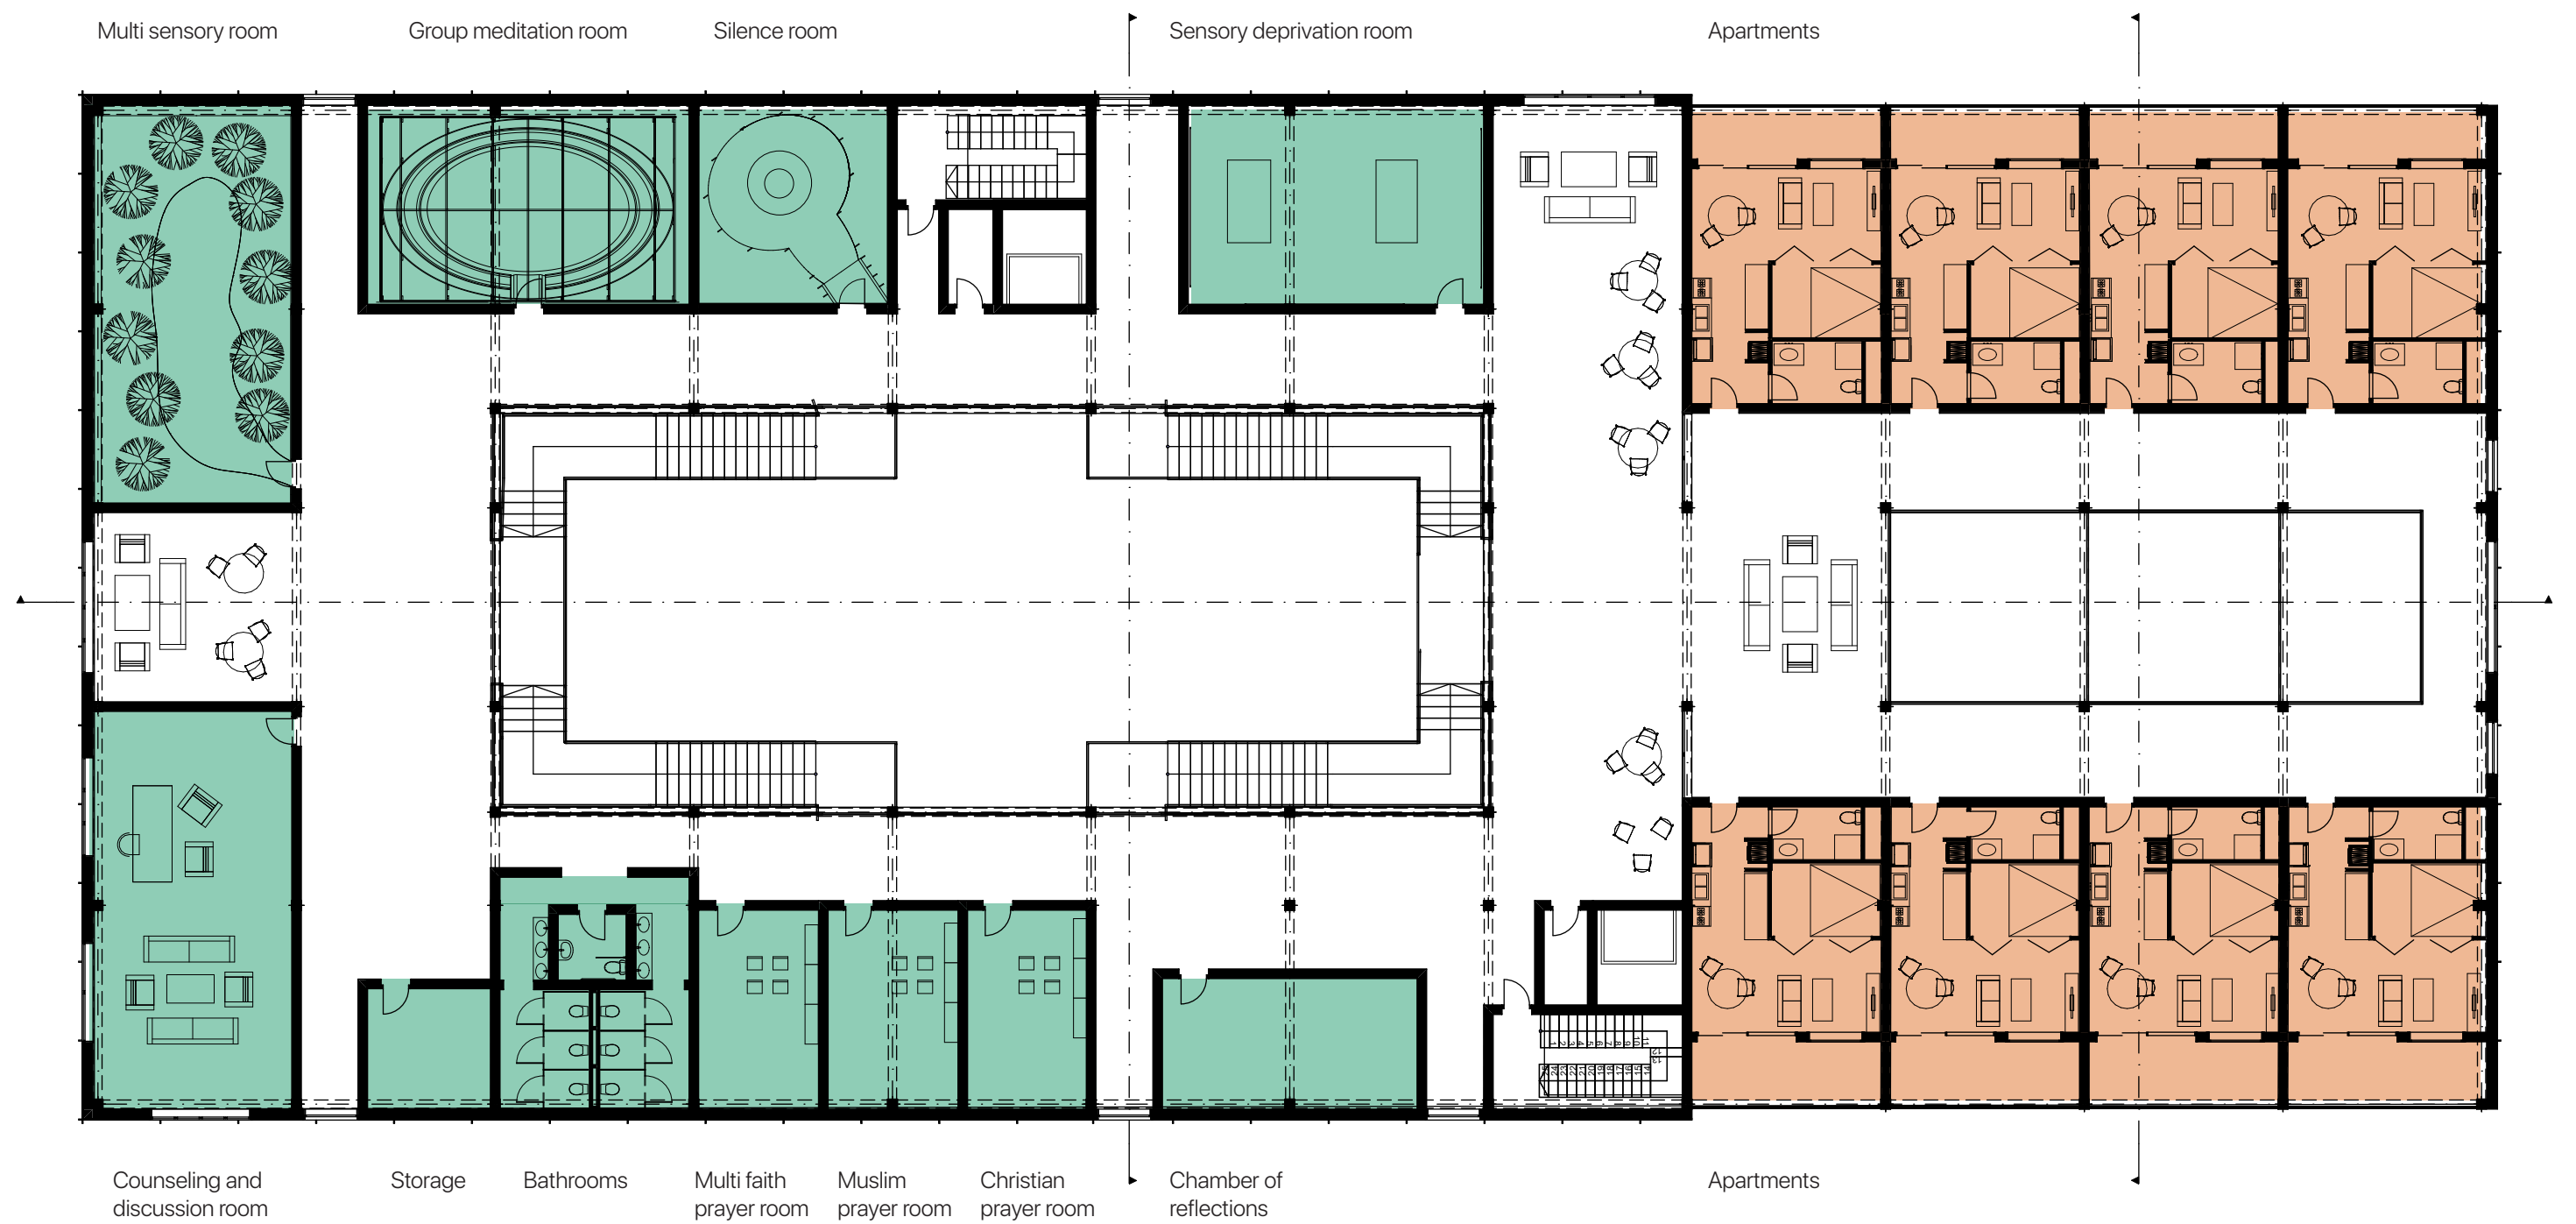 Multi sensory room
Group meditation room
Silence room
Sensory deprivation room
Apartments
Counseling and
discussion room
Storage
Bathrooms
Multi faith
prayer room
Muslim
prayer room
Christian
prayer room
Chamber of
reflections
Apartments